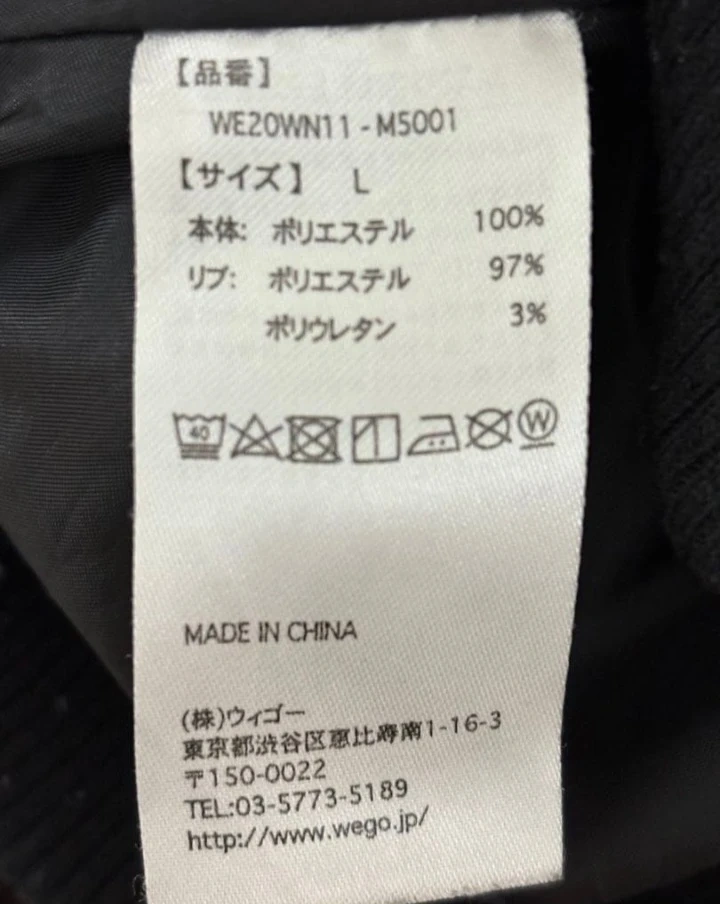 【品番】
WE20WN11-M5001
【サイズ】 L
本体: ポリエステル 100%
リブ: ポリエステル 97%
ポリウレタン 3%
40 W
MADE IN CHINA
(株)ウィゴー
東京都渋谷区恵比寿南1-16-3
〒150-0022
TEL:03-5773-5189
http://www.wego.jp/